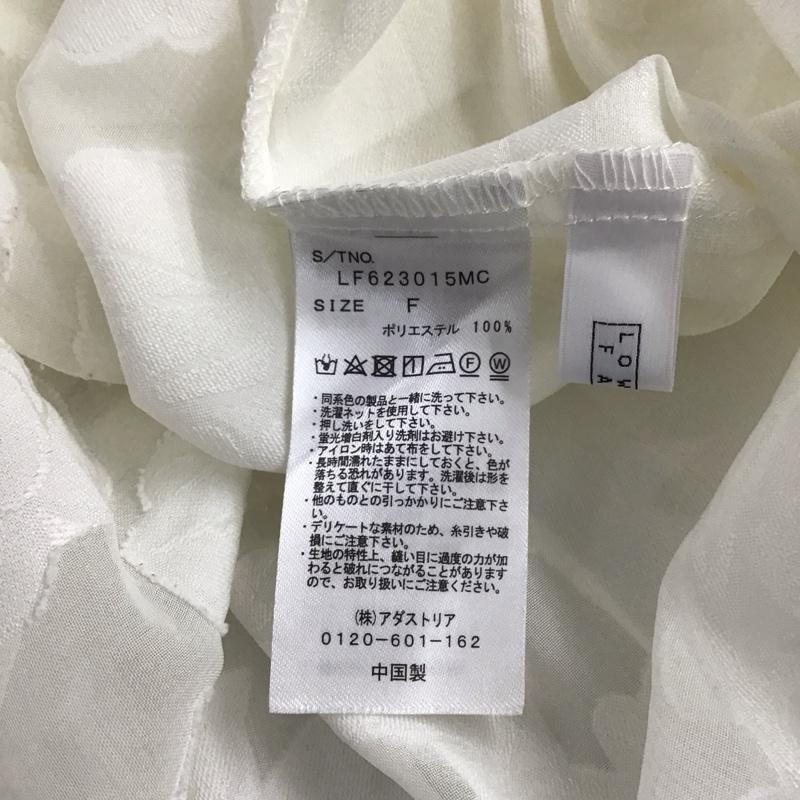 S/TNO.
LF623015MC
SIZE F
ポリエステル 100%
F W
・同系色の製品と一緒に洗って下さい。
・洗濯ネットを使用して下さい。
・押し洗いをして下さい。
・蛍光増白剤入り洗剤はお避け下さい。
・アイロン時はあて布をして下さい。
・長時間濡れたままにしておくと、色が
落ちる恐れがあります。洗濯後は形を
整えて直ぐに干して下さい。
・他のものとの引っかかりにご注意下さ
い。
・デリケートな素材のため、糸引きや破
損にご注意下さい。
・生地の特性上、縫い目に過度の力が加
わると破れにつながることがあります
ので、お取り扱いにご注意ください。
(株)アダストリア
0120-601-162
中国製
LOW
FA